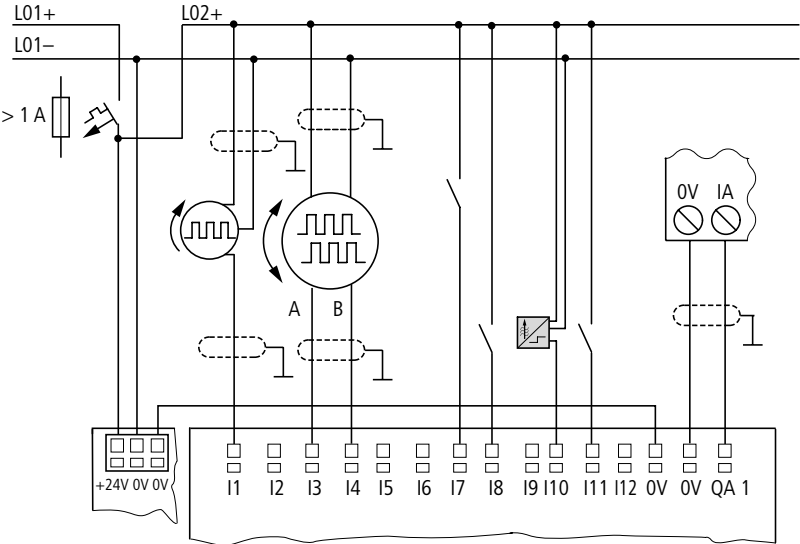 L01+ L02+
L01–
> 1 A
0V IA
A B
+24V 0V 0V
I1 I2 I3 I4 I5 I6 I7 I8 I9 I10 I11 I12 0V 0V QA 1